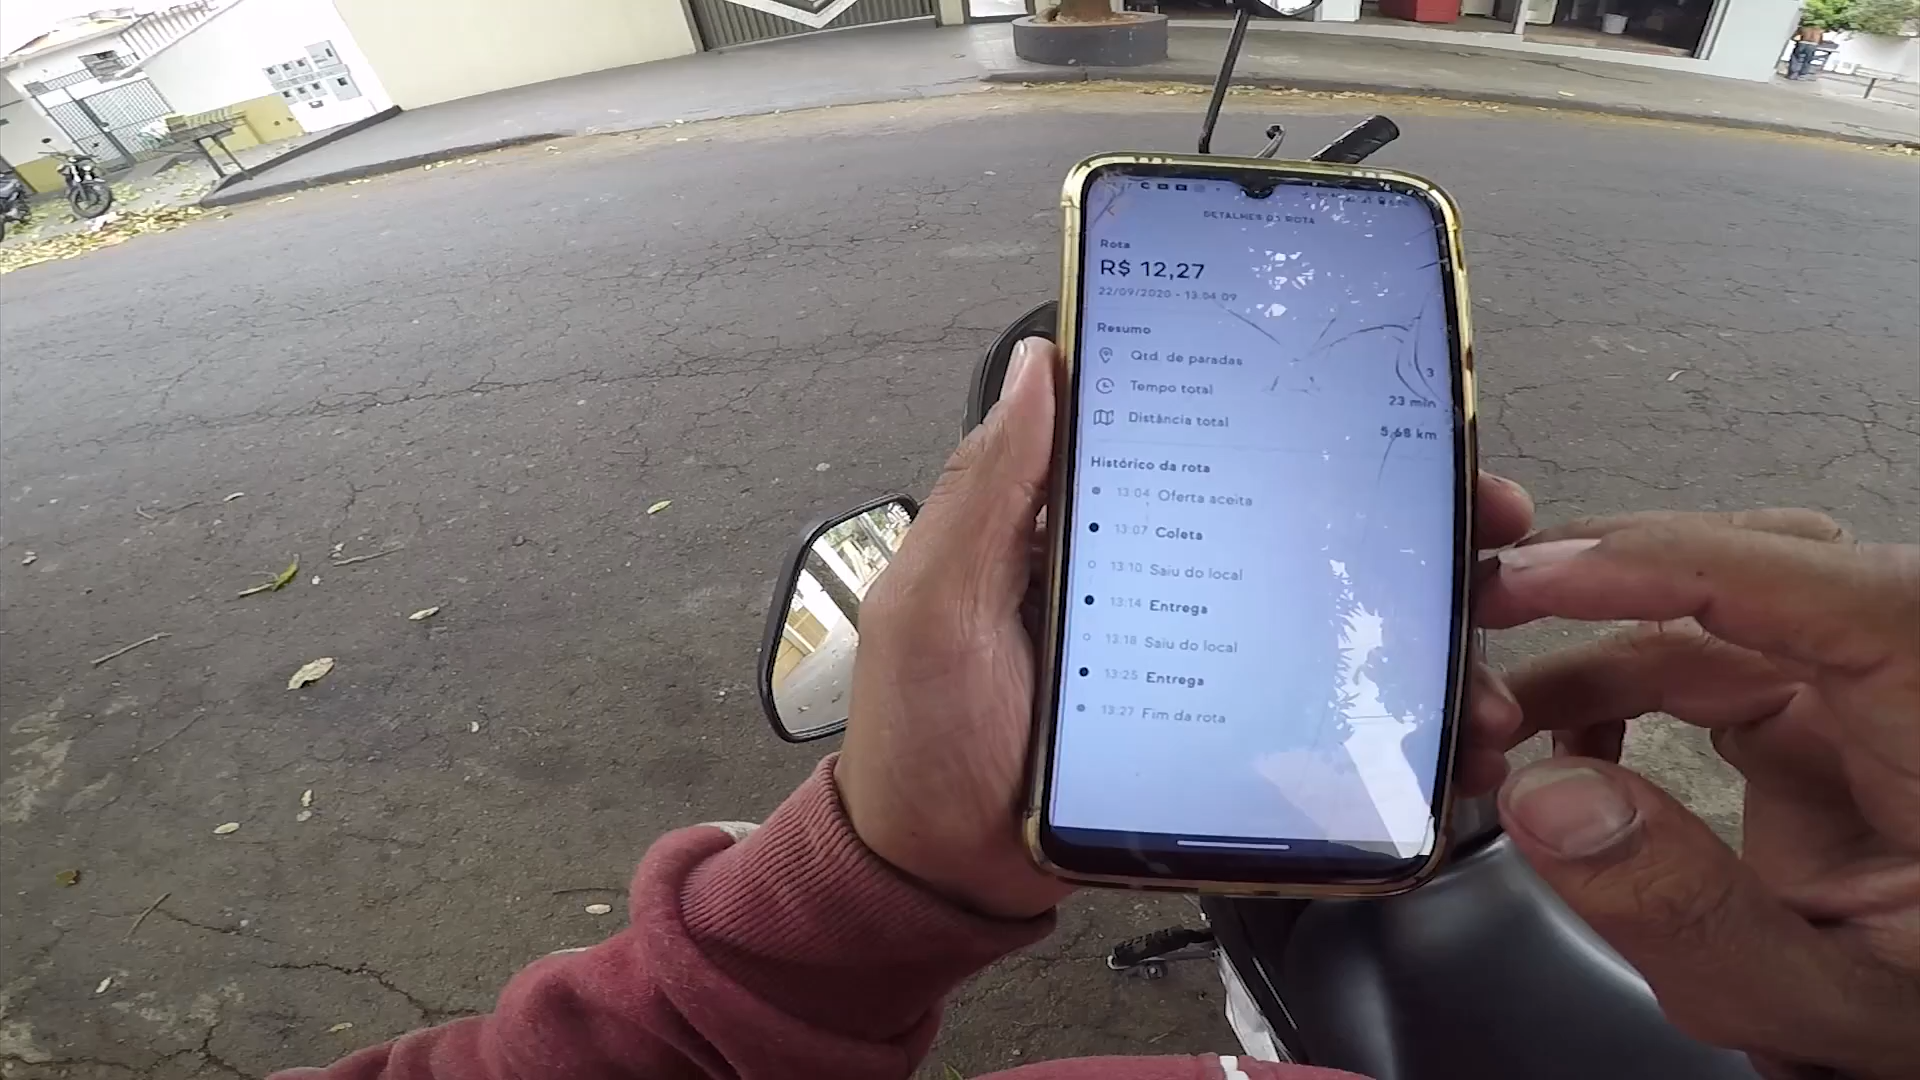 DETALHES DA ROTA
Rota
R$ 12,27
22/09/2020 - 13:04:09
Resumo
Qtd. de paradas 3
Tempo total 23 min
Distância total 5,68 km
Histórico da rota
13:04 Oferta aceita
13:07 Coleta
13:10 Saiu do local
13:14 Entrega
13:18 Saiu do local
13:25 Entrega
13:27 Fim da rota